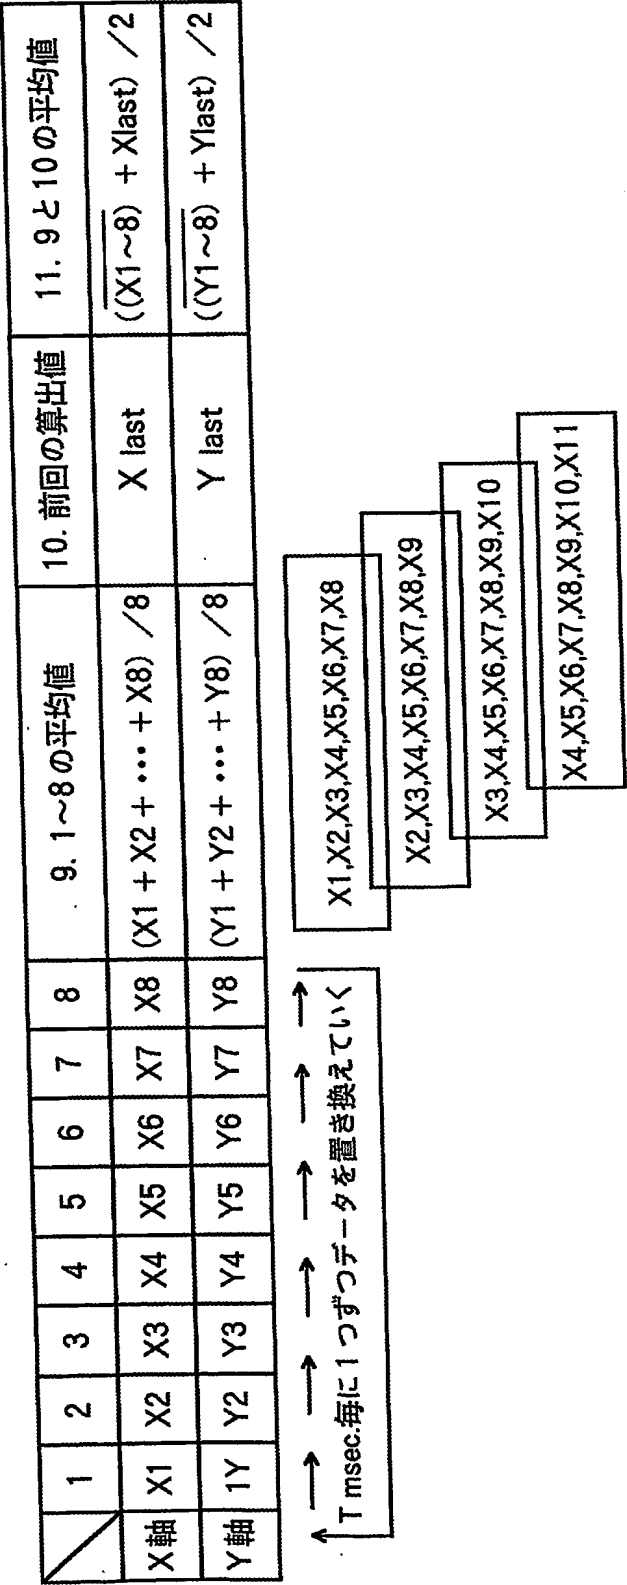 1 2 3 4 5 6 7 8 9. 1～8の平均値 10. 前回の算出値 11. 9と10の平均値
X軸 X1 X2 X3 X4 X5 X6 X7 X8 (X1＋X2＋･･･＋X8)／8 X last ((X1～8)＋Xlast)／2
Y軸 1Y Y2 Y3 Y4 Y5 Y6 Y7 Y8 (Y1＋Y2＋･･･＋Y8)／8 Y last ((Y1～8)＋Ylast)／2
T msec.毎に1つずつデータを置き換えていく
X1,X2,X3,X4,X5,X6,X7,X8
X2,X3,X4,X5,X6,X7,X8,X9
X3,X4,X5,X6,X7,X8,X9,X10
X4,X5,X6,X7,X8,X9,X10,X11